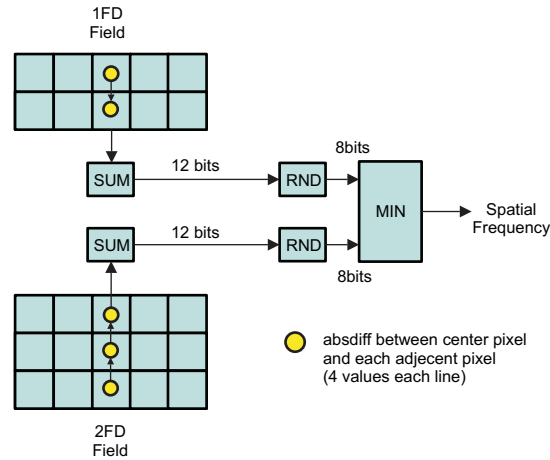 1FD
Field
8bits
12 bits
SUM
RND
MIN
Spatial
Frequency
SUM
12 bits
RND
8bits
absdiff between center pixel
and each adjecent pixel
(4 values each line)
2FD
Field